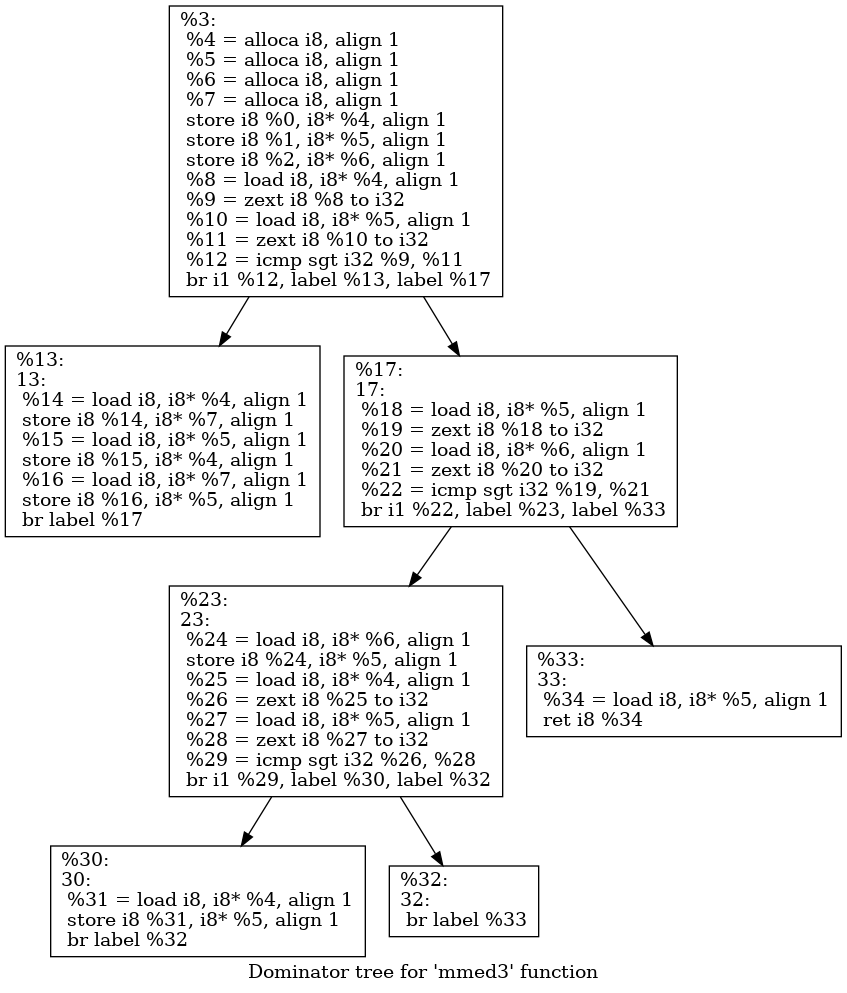 %3:
%4 = alloca i8, align 1
%5 = alloca i8, align 1
%6 = alloca i8, align 1
%7 = alloca i8, align 1
store i8 %0, i8* %4, align 1
store i8 %1, i8* %5, align 1
store i8 %2, i8* %6, align 1
%8 = load i8, i8* %4, align 1
%9 = zext i8 %8 to i32
%10 = load i8, i8* %5, align 1
%11 = zext i8 %10 to i32
%12 = icmp sgt i32 %9, %11
br i1 %12, label %13, label %17
%13:
13:
%14 = load i8, i8* %4, align 1
store i8 %14, i8* %7, align 1
%15 = load i8, i8* %5, align 1
store i8 %15, i8* %4, align 1
%16 = load i8, i8* %7, align 1
store i8 %16, i8* %5, align 1
br label %17
%17:
17:
%18 = load i8, i8* %5, align 1
%19 = zext i8 %18 to i32
%20 = load i8, i8* %6, align 1
%21 = zext i8 %20 to i32
%22 = icmp sgt i32 %19, %21
br i1 %22, label %23, label %33
%23:
23:
%24 = load i8, i8* %6, align 1
store i8 %24, i8* %5, align 1
%25 = load i8, i8* %4, align 1
%26 = zext i8 %25 to i32
%27 = load i8, i8* %5, align 1
%28 = zext i8 %27 to i32
%29 = icmp sgt i32 %26, %28
br i1 %29, label %30, label %32
%33:
33:
%34 = load i8, i8* %5, align 1
ret i8 %34
%30:
30:
%31 = load i8, i8* %4, align 1
store i8 %31, i8* %5, align 1
br label %32
%32:
32:
br label %33
Dominator tree for 'mmed3' function